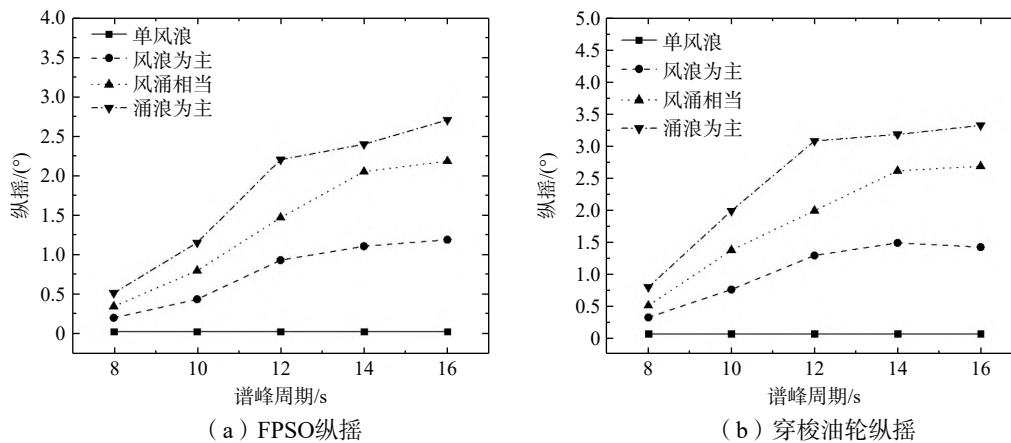 4.0
3.5
3.0
2.5
2.0
1.5
1.0
0.5
0
纵摇/(°)
单风浪
风浪为主
风涌相当
涌浪为主
8 10 12 14 16
谱峰周期/s
（a）FPSO纵摇
5.0
4.5
4.0
3.5
3.0
2.5
2.0
1.5
1.0
0.5
0
纵摇/(°)
单风浪
风浪为主
风涌相当
涌浪为主
8 10 12 14 16
谱峰周期/s
（b）穿梭油轮纵摇